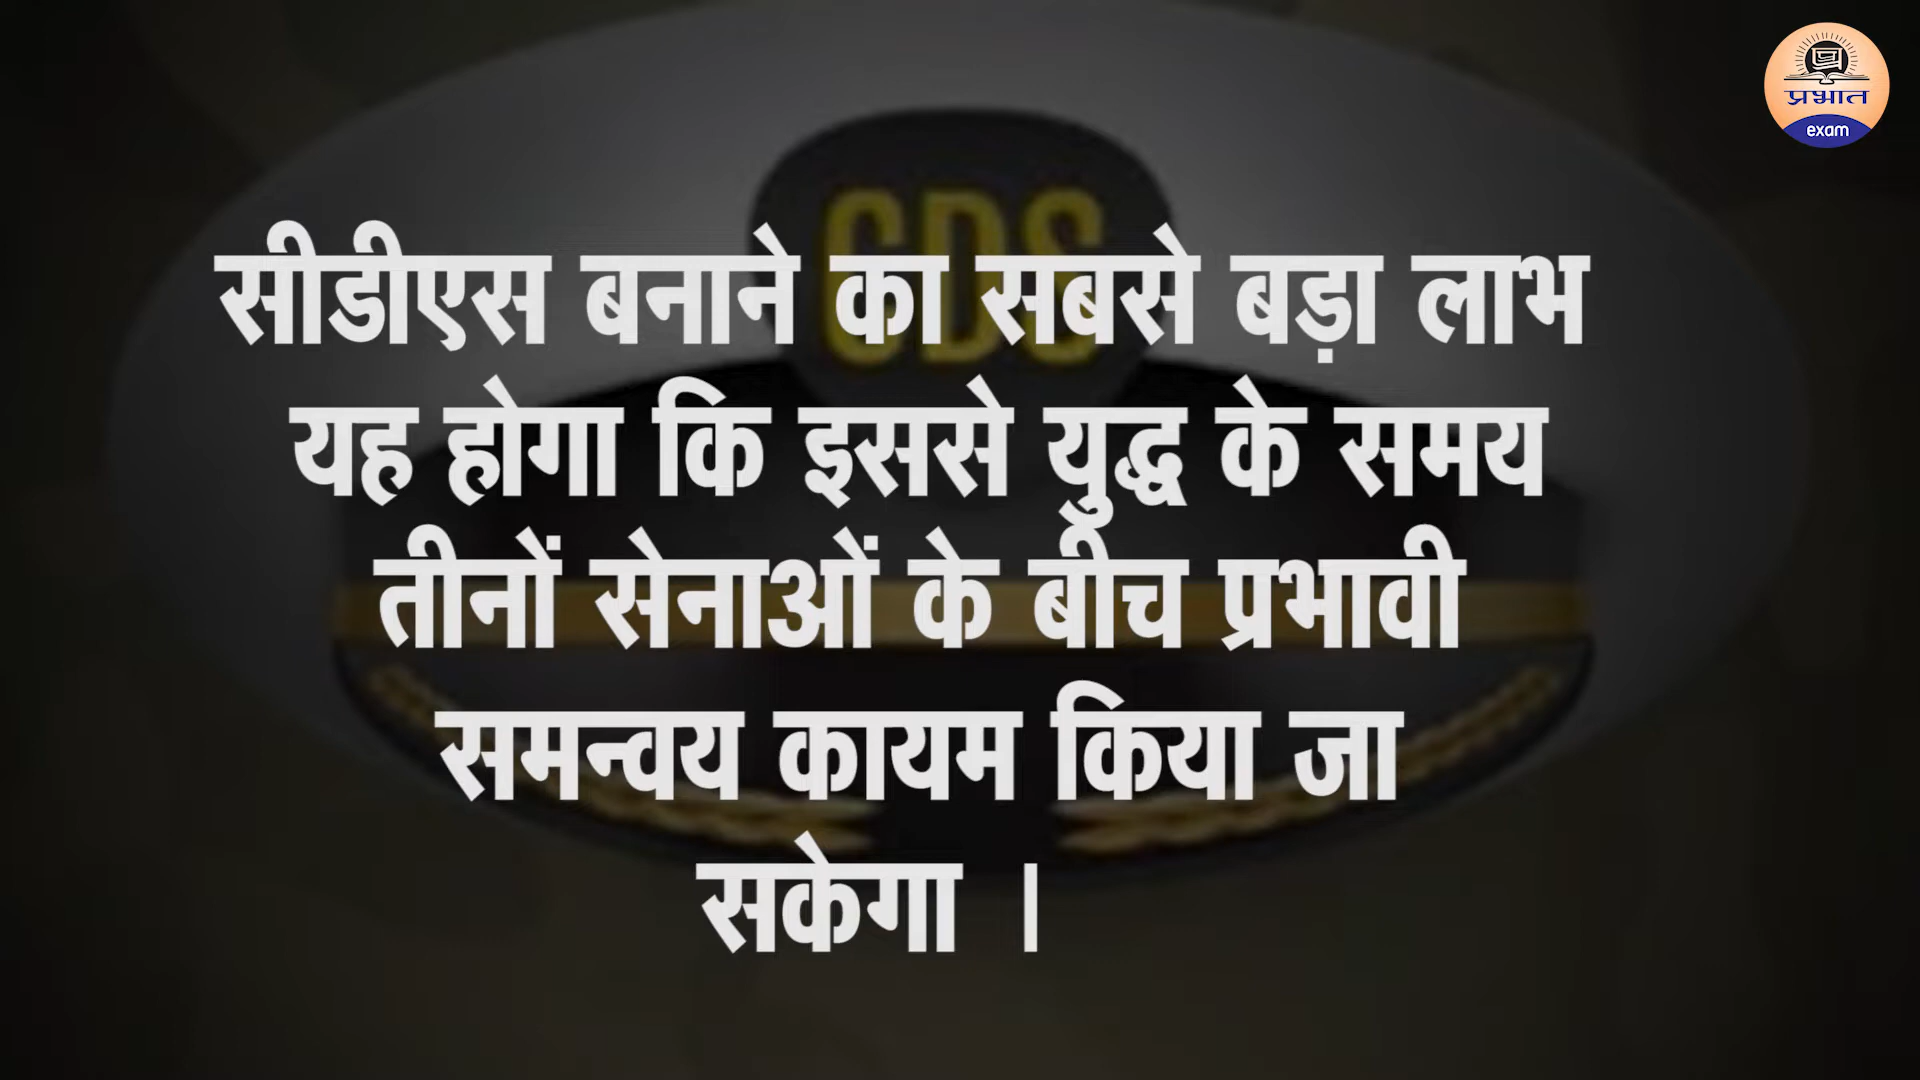 प्रभात
exam
CDS
सीडीएस बनाने का सबसे बड़ा लाभ
यह होगा कि इससे युद्ध के समय
तीनों सेनाओं के बीच प्रभावी
समन्वय कायम किया जा
सकेगा ।